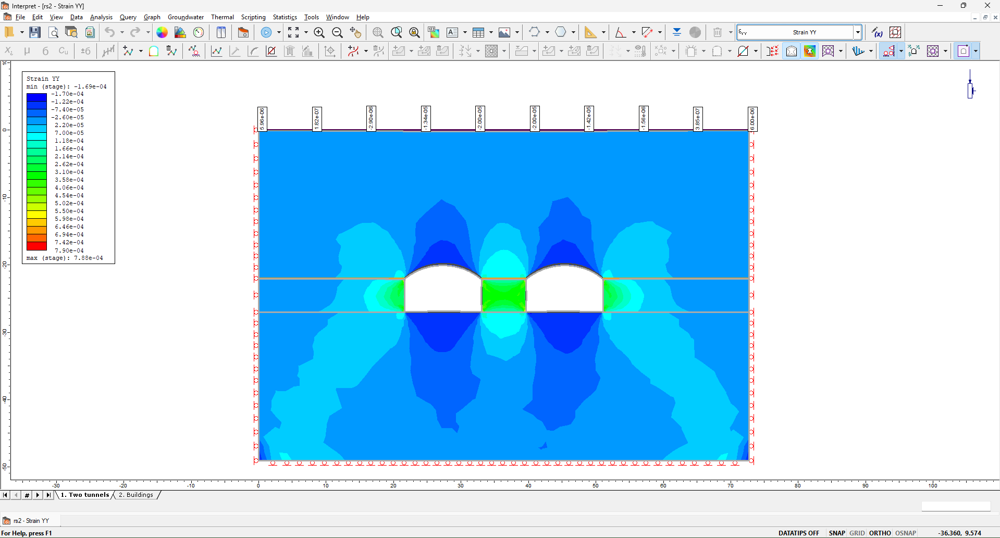 Interpret - [rs2 - Strain YY]
File Edit View Data Analysis Query Graph Groundwater Thermal Scripting Statistics Tools Window Help
Strain YY
Strain YY
min (stage): -1.69e-04
-1.70e-04
-1.22e-04
-7.40e-05
-2.60e-05
2.20e-05
7.00e-05
1.18e-04
1.66e-04
2.14e-04
2.62e-04
3.10e-04
3.58e-04
4.06e-04
4.54e-04
5.02e-04
5.50e-04
5.98e-04
6.46e-04
6.94e-04
7.42e-04
7.90e-04
max (stage): 7.88e-04
5.96e-06 1.82e-07 -2.90e-06 -1.34e-05 -2.00e-05 -2.00e-05 -1.42e-05 -1.56e-06 3.85e-07 6.00e-06
10
0
-10
-20
-30
-40
-50
-30 -20 -10 0 10 20 30 40 50 60 70 80 90 100
1. Two tunnels 2. Buildings
rs2 - Strain YY
For Help, press F1
DATATIPS OFF SNAP GRID ORTHO OSNAP -36.360, 9.574